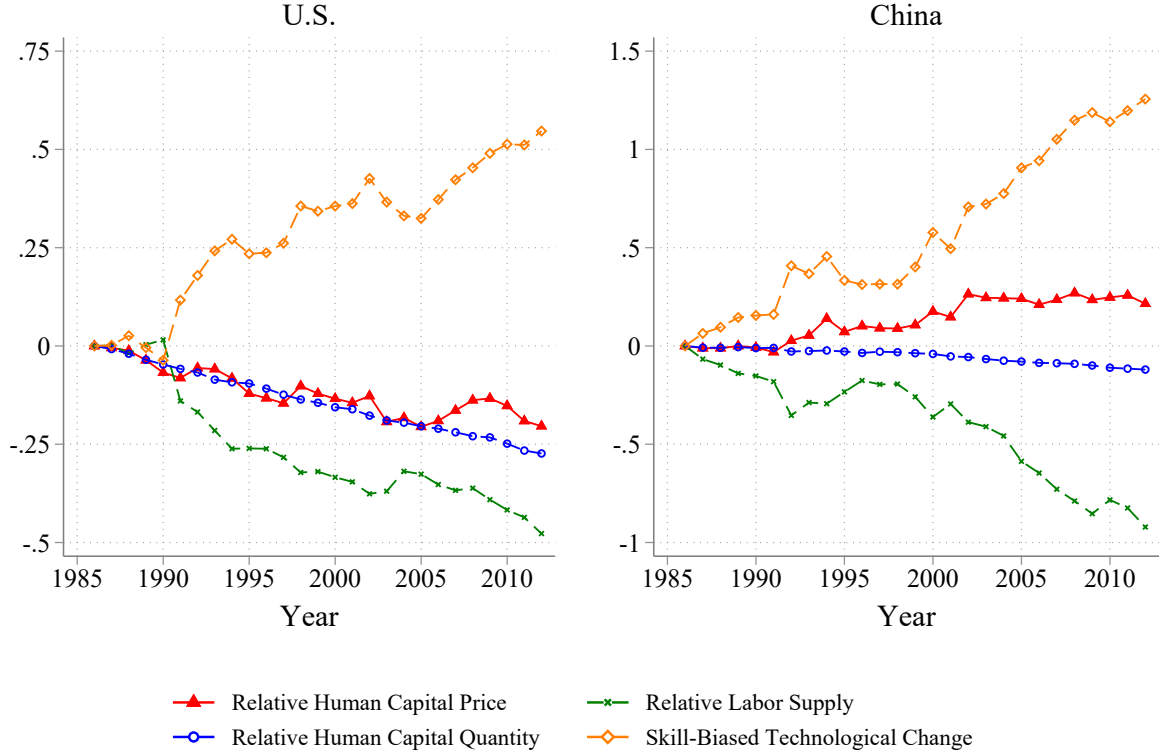 U.S.
.75
.5
.25
0
-.25
-.5
1985 1990 1995 2000 2005 2010
Year
China
1.5
1
.5
0
-.5
-1
1985 1990 1995 2000 2005 2010
Year
Relative Human Capital Price
Relative Labor Supply
Relative Human Capital Quantity
Skill-Biased Technological Change